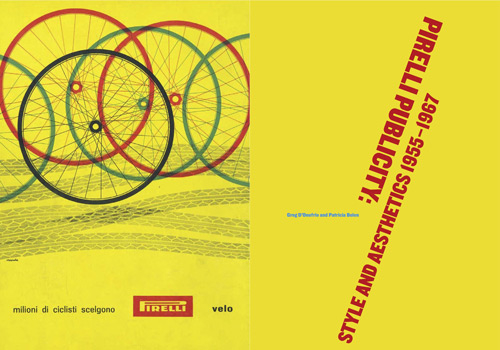 milioni di ciclisti scelgono
PIRELLI
velo
PIRELLI PUBLICITY:
STYLE AND AESTHETICS 1955–1967
Greg D'Onofrio and Patricia Belen